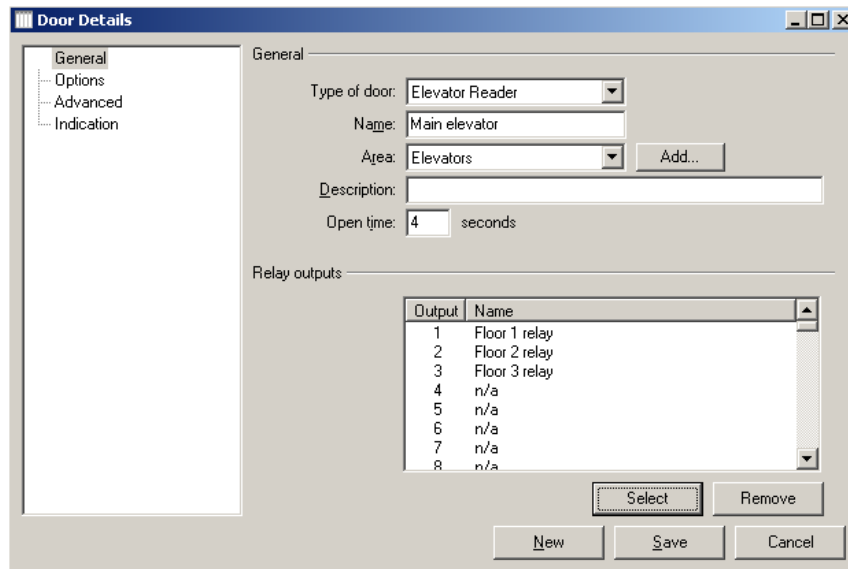 Door Details
General
Options
Advanced
Indication
General
Type of door: Elevator Reader
Name: Main elevator
Area: Elevators Add...
Description:
Open time: 4 seconds
Relay outputs
Output Name
1 Floor 1 relay
2 Floor 2 relay
3 Floor 3 relay
4 n/a
5 n/a
6 n/a
7 n/a
8 n/a
Select Remove
New Save Cancel